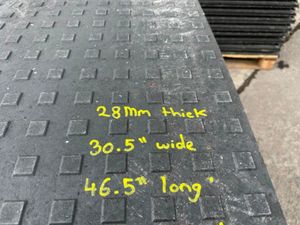 28mm thick
30.5" wide
46.5" long